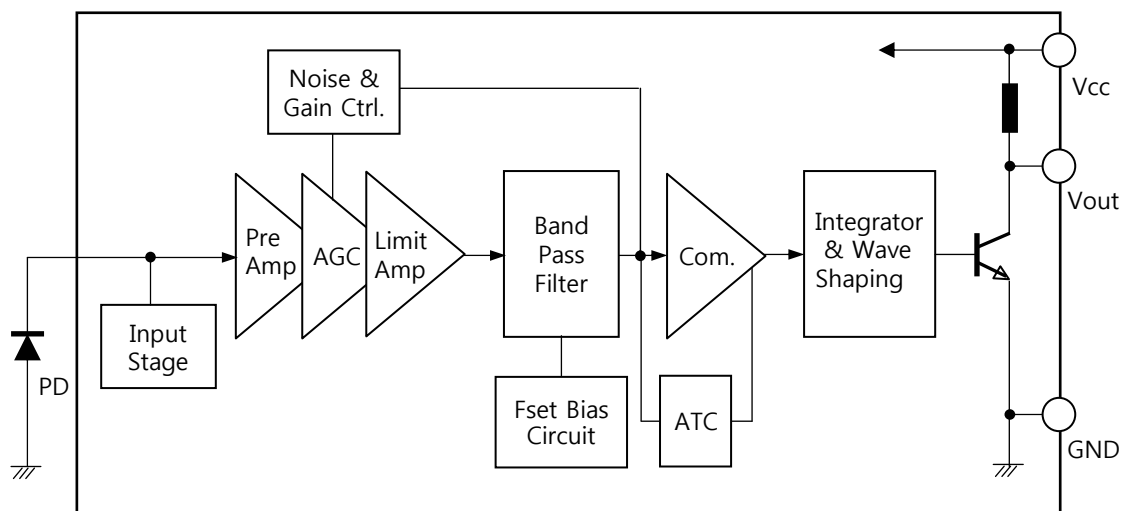 Noise &
Gain Ctrl.
Vcc
Vout
Pre
Amp
AGC
Limit
Amp
Band
Pass
Filter
Com.
Integrator
& Wave
Shaping
Input
Stage
PD
Fset Bias
Circuit
ATC
GND